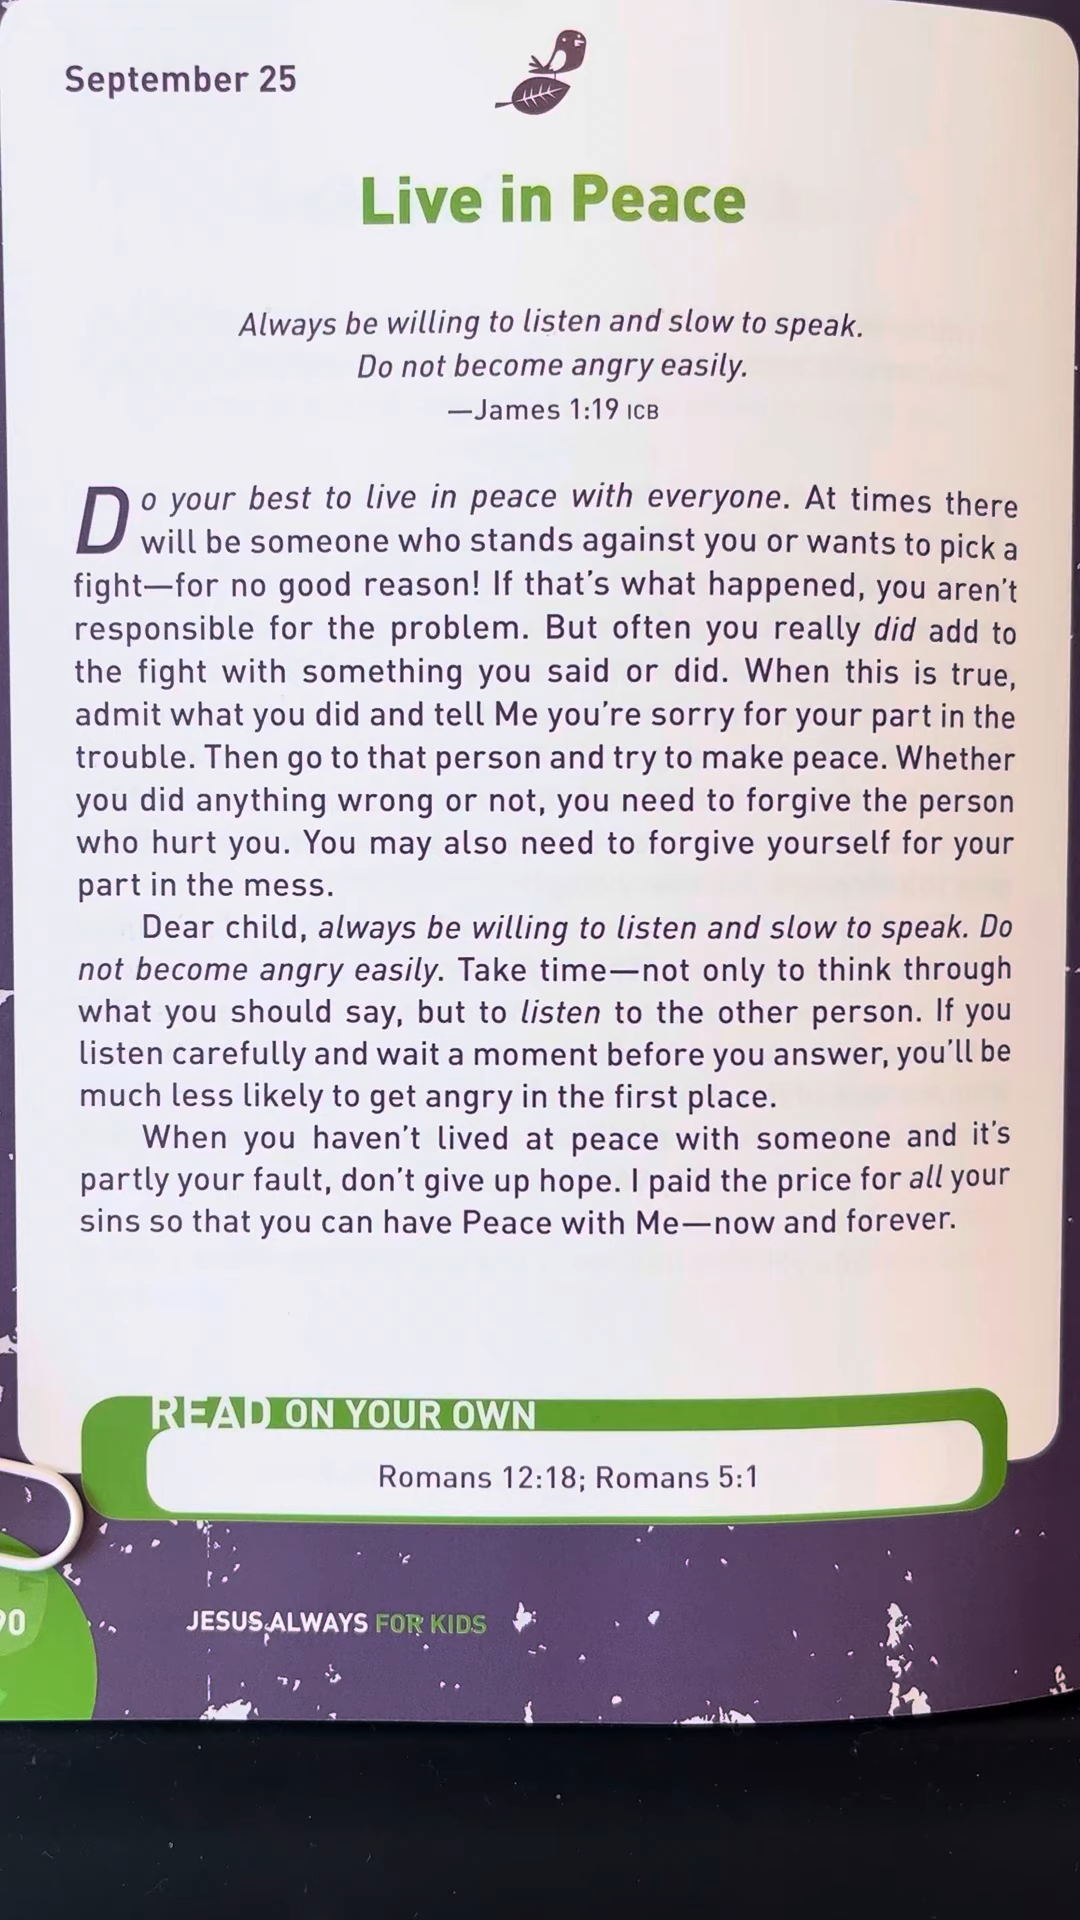 September 25
Live in Peace
Always be willing to listen and slow to speak.
Do not become angry easily.
—James 1:19 ICB
Do your best to live in peace with everyone. At times there
will be someone who stands against you or wants to pick a
fight—for no good reason! If that's what happened, you aren't
responsible for the problem. But often you really did add to
the fight with something you said or did. When this is true,
admit what you did and tell Me you're sorry for your part in the
trouble. Then go to that person and try to make peace. Whether
you did anything wrong or not, you need to forgive the person
who hurt you. You may also need to forgive yourself for your
part in the mess.
Dear child, always be willing to listen and slow to speak. Do
not become angry easily. Take time—not only to think through
what you should say, but to listen to the other person. If you
listen carefully and wait a moment before you answer, you'll be
much less likely to get angry in the first place.
When you haven't lived at peace with someone and it's
partly your fault, don't give up hope. I paid the price for all your
sins so that you can have Peace with Me—now and forever.
READ ON YOUR OWN
Romans 12:18; Romans 5:1
JESUS ALWAYS FOR KIDS